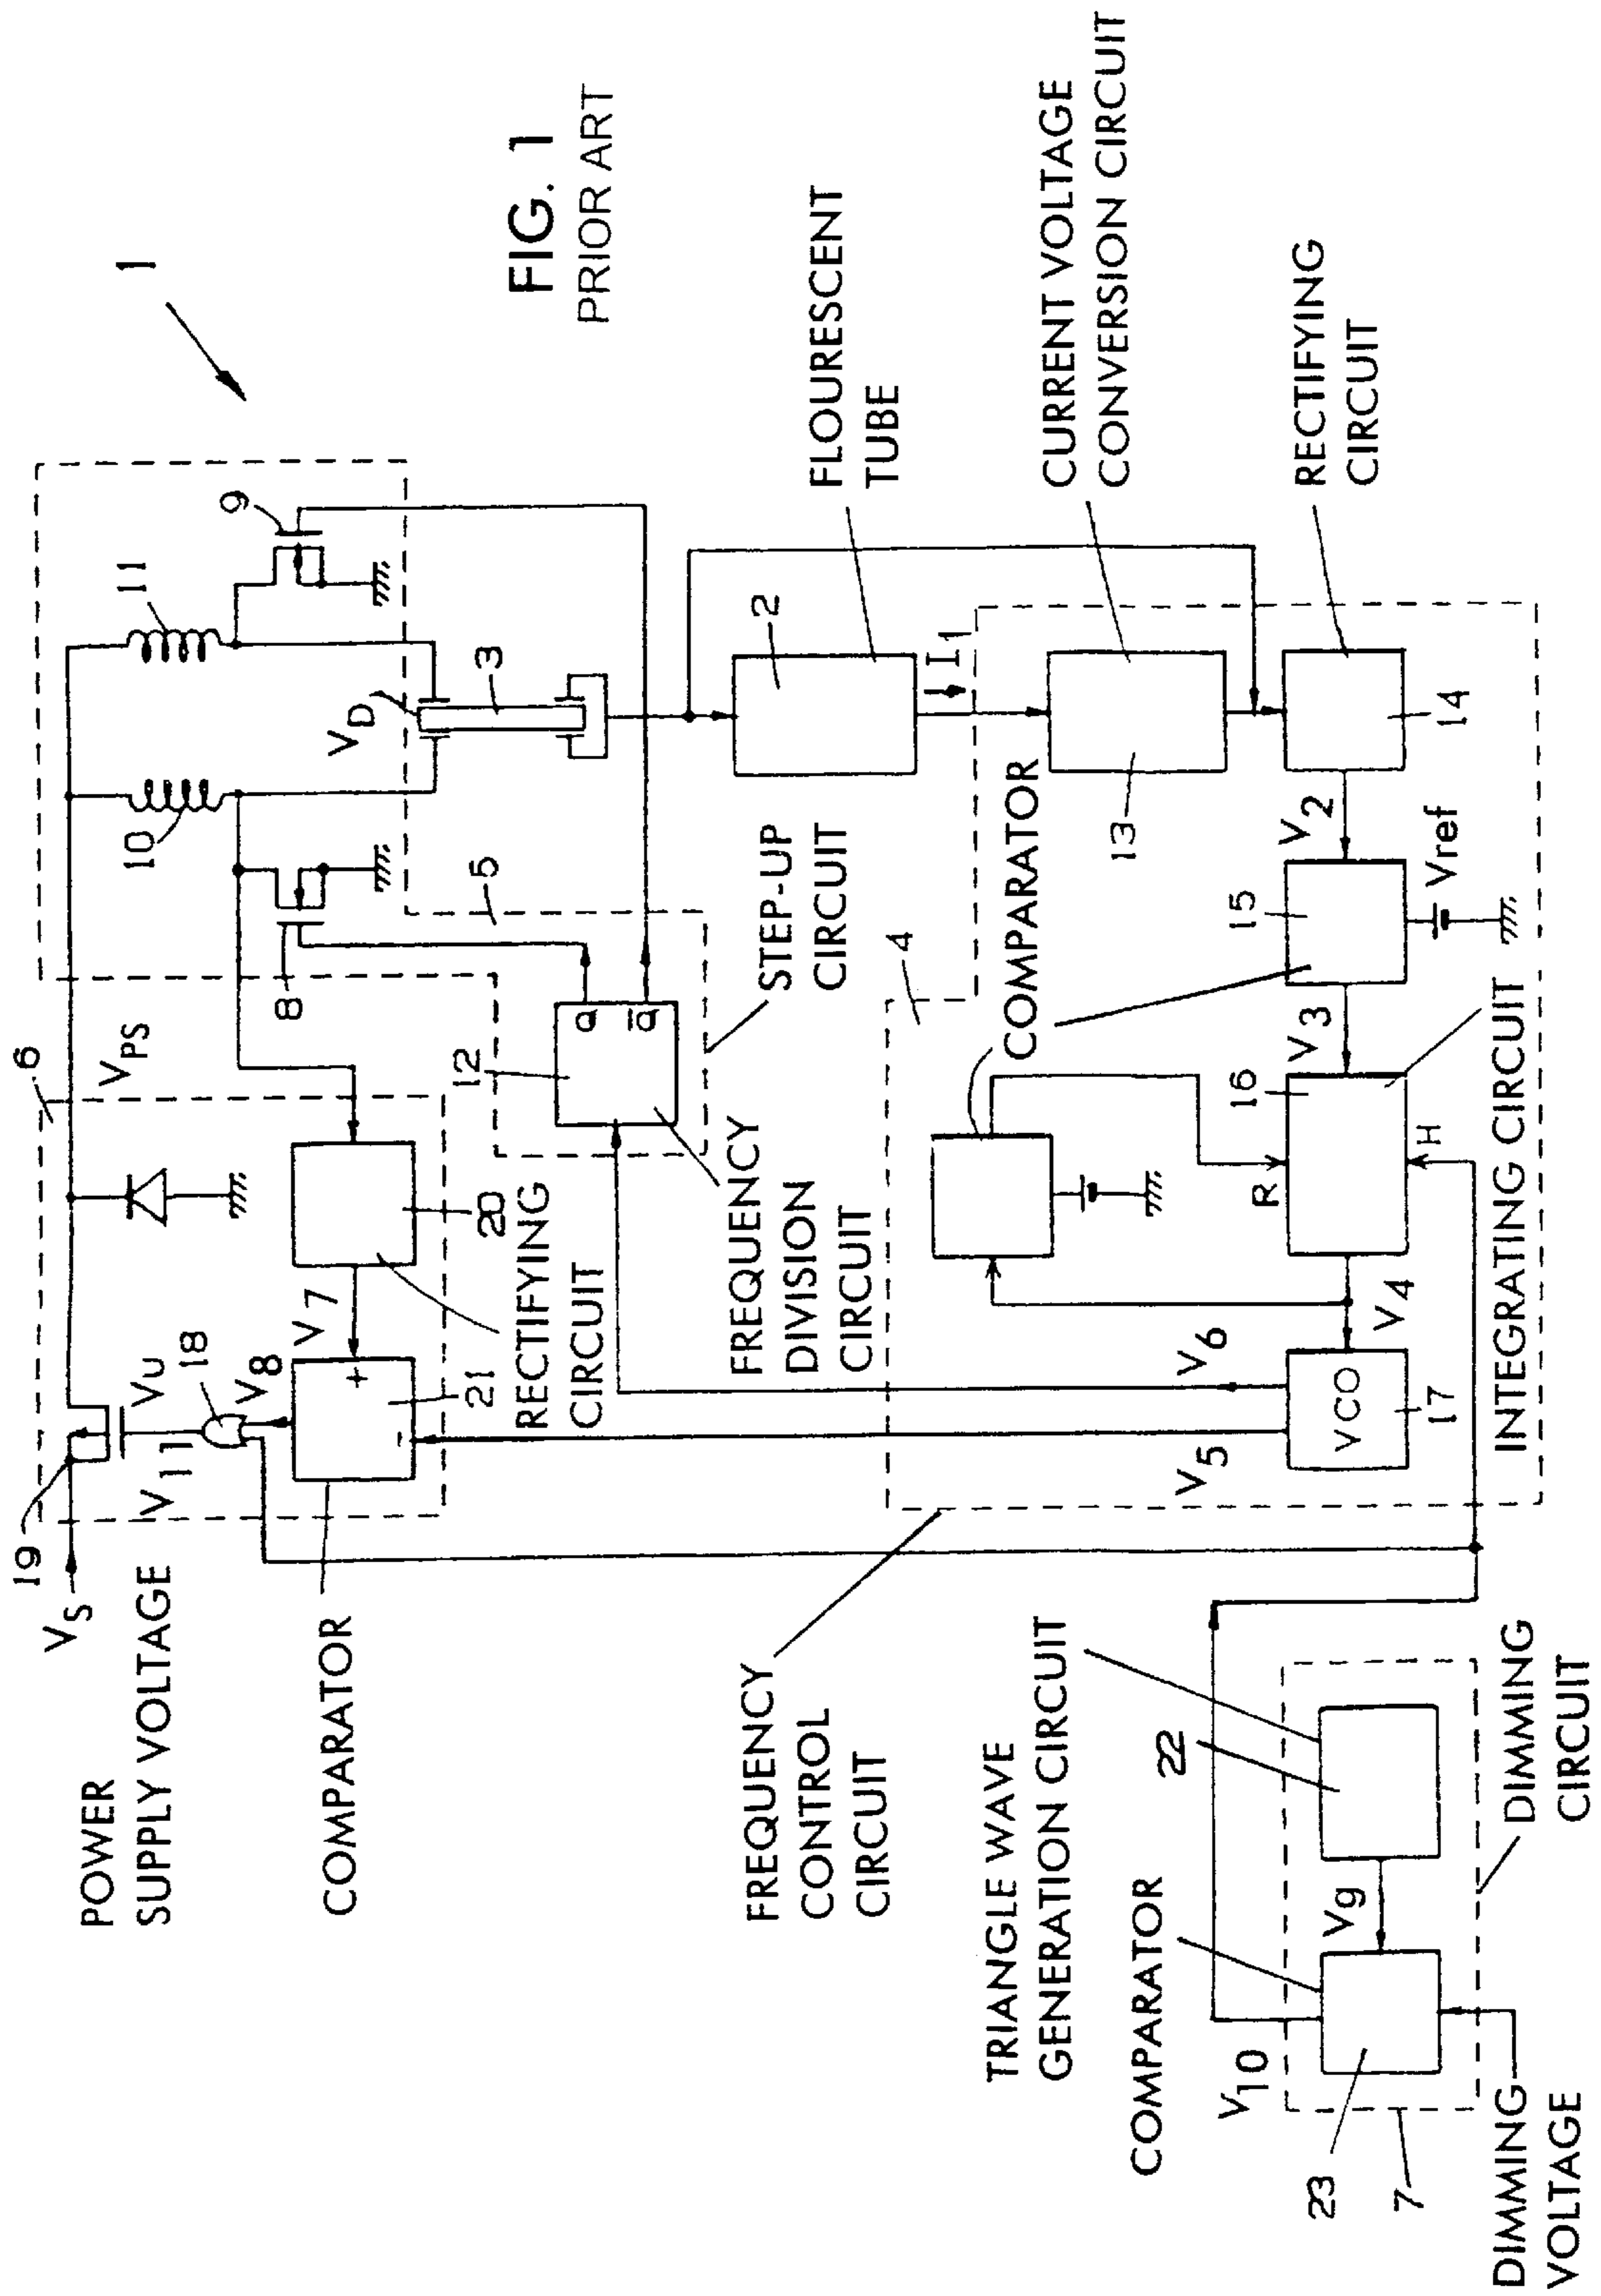 FIG. 1
PRIOR ART
1
19
VS
POWER
SUPPLY VOLTAGE
6
VPS
V11
VU
18
V8
V7
21
20
COMPARATOR
RECTIFYING
CIRCUIT
+
-
8
10
11
9
VD
3
5
STEP-UP
CIRCUIT
12
Q
Q
FREQUENCY
DIVISION
CIRCUIT
2
FLOURESCENT
TUBE
I1
CURRENT VOLTAGE
CONVERSION CIRCUIT
13
RECTIFYING
CIRCUIT
14
V2
15
Vref
COMPARATOR
4
V3
16
R
H
INTEGRATING CIRCUIT
V4
VCO
17
V6
V5
FREQUENCY
CONTROL
CIRCUIT
TRIANGLE WAVE
GENERATION CIRCUIT
22
COMPARATOR
V10
Vg
23
7
DIMMING
CIRCUIT
DIMMING
VOLTAGE